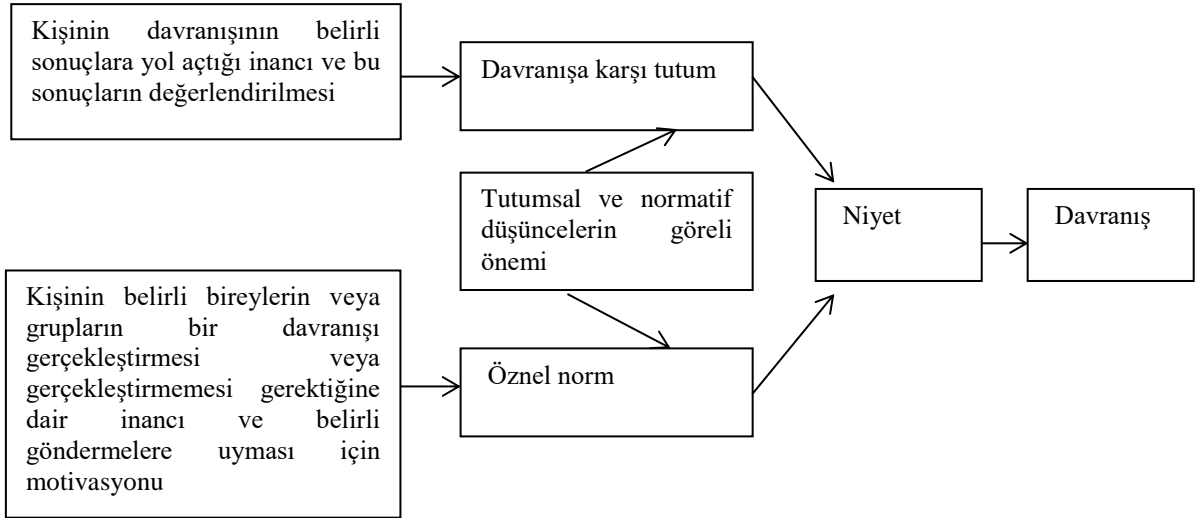 Kişinin davranışının belirli
sonuçlara yol açtığı inancı ve bu
sonuçların değerlendirilmesi
Davranışa karşı tutum
Tutumsal ve normatif
düşüncelerin göreli
önemi
Niyet
Davranış
Kişinin belirli bireylerin veya
grupların bir davranışı
gerçekleştirmesi veya
gerçekleştirmemesi gerektiğine
dair inancı ve belirli
göndermelere uyması için
motivasyonu
Öznel norm